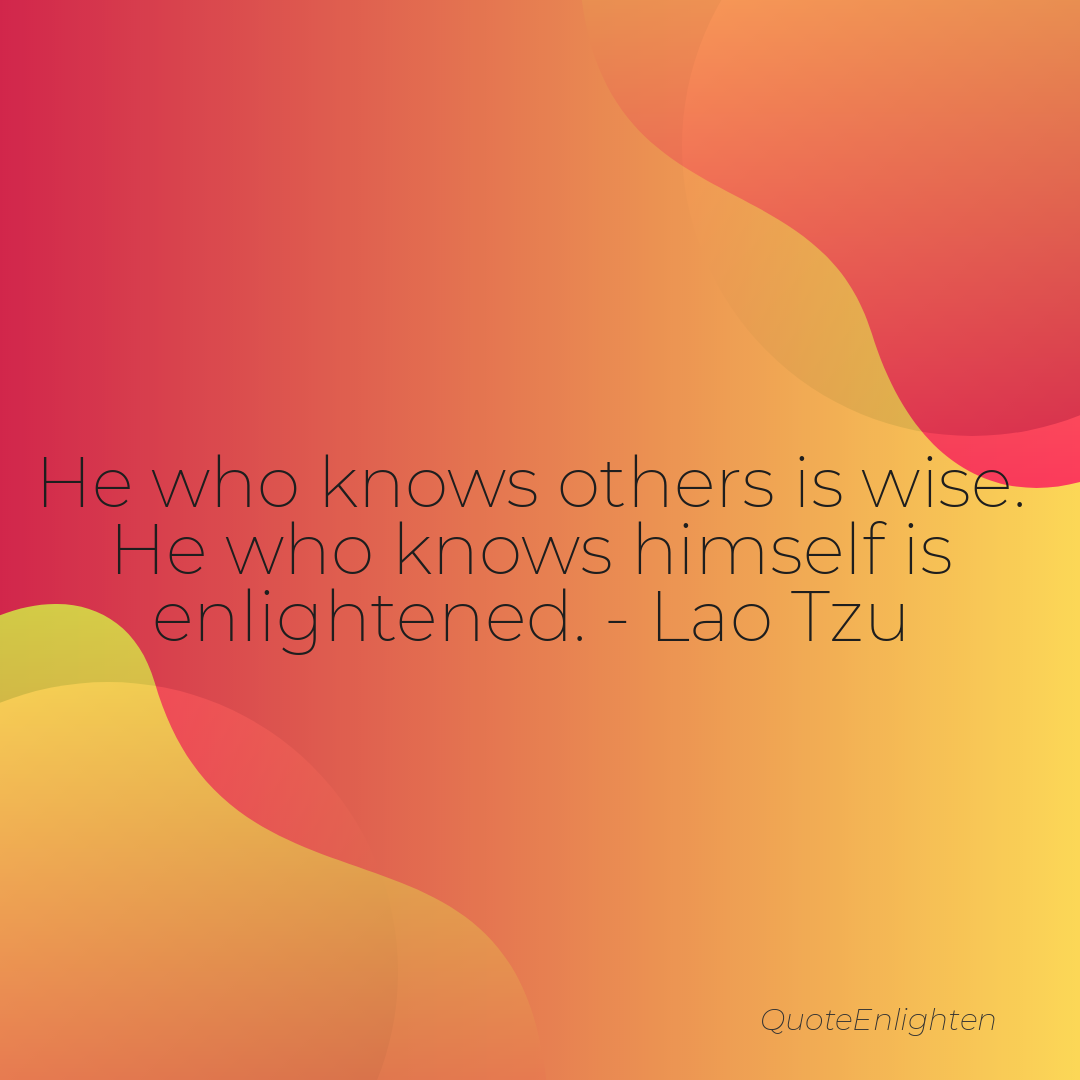 He who knows others is wise.
He who knows himself is
enlightened. - Lao Tzu
QuoteEnlighten